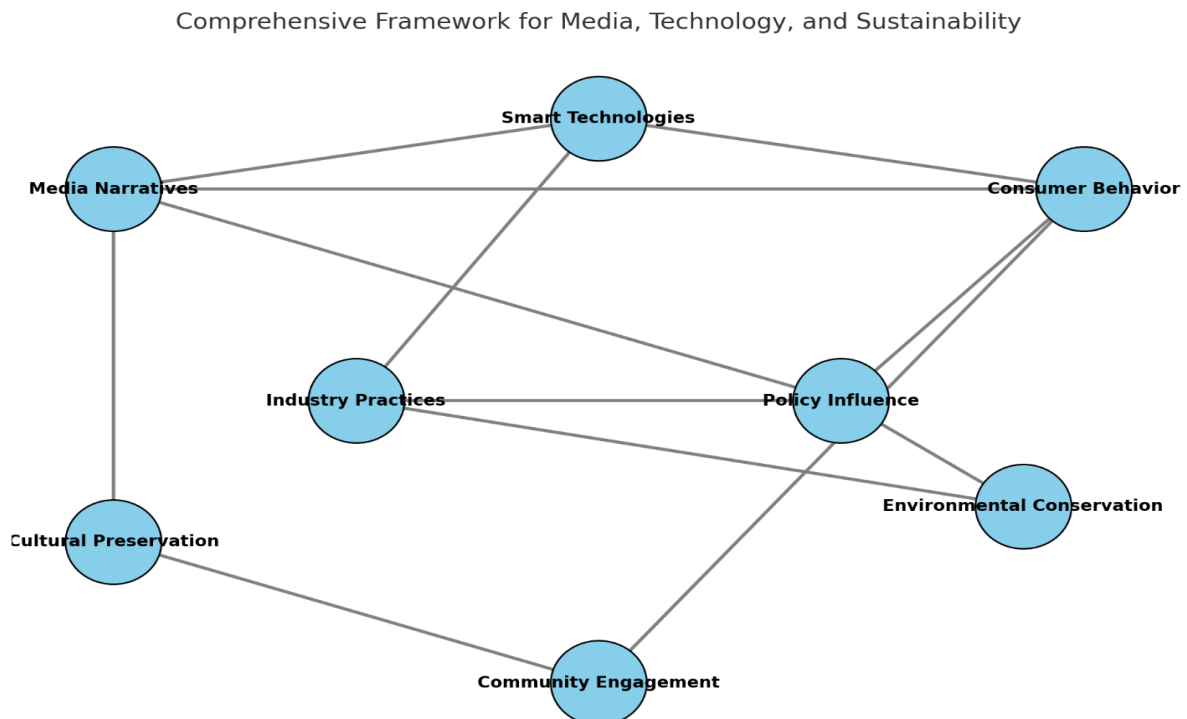 Comprehensive Framework for Media, Technology, and Sustainability
Smart Technologies
Media Narratives
Consumer Behavior
Industry Practices
Policy Influence
Environmental Conservation
Cultural Preservation
Community Engagement